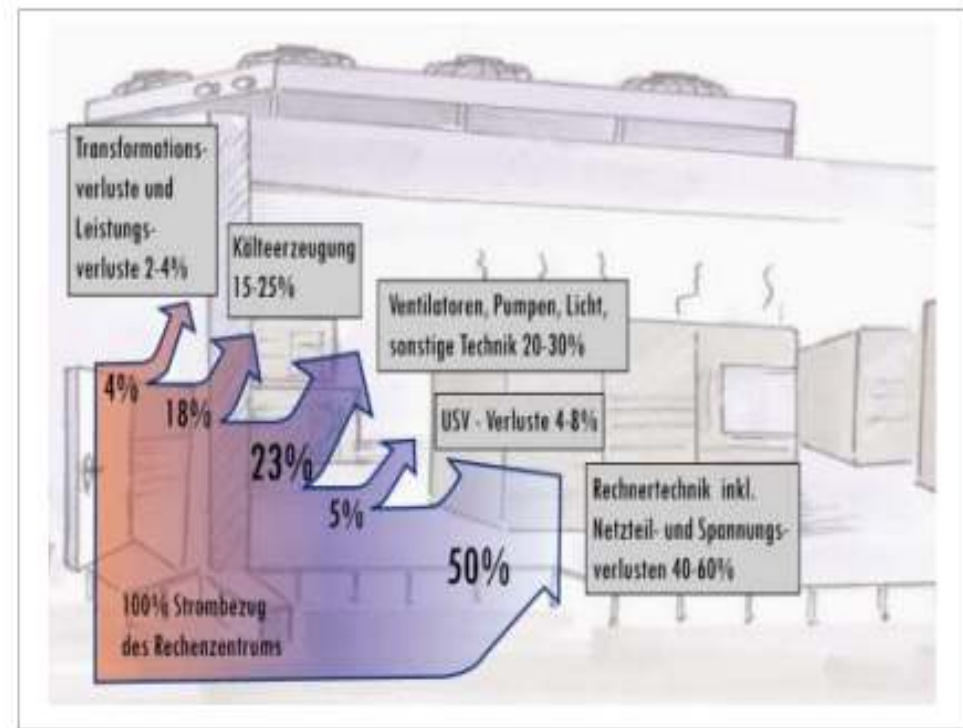 Transformations-
verluste und
Leistungs-
verluste 2-4%
Kälteerzeugung
15-25%
Ventilatoren, Pumpen, Licht,
sonstige Technik 20-30%
USV - Verluste 4-8%
Rechnertechnik inkl.
Netzteil- und Spannungs-
verlusten 40-60%
4%
18%
23%
5%
50%
100% Strombezug
des Rechenzentrums